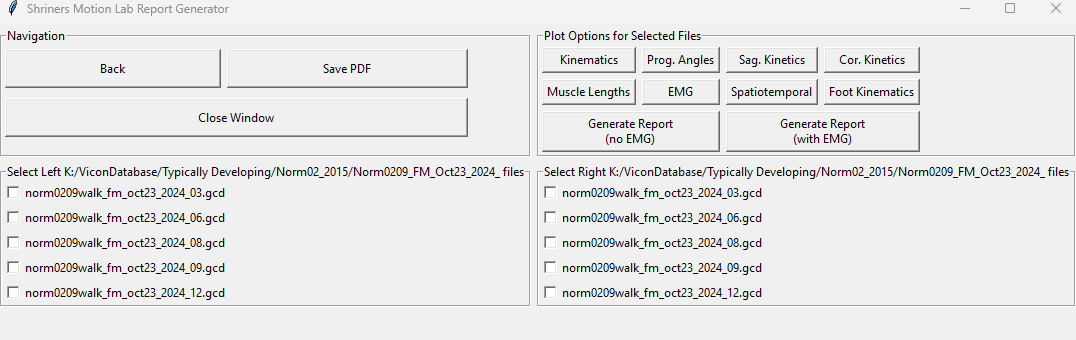 Shriners Motion Lab Report Generator
Navigation
Back
Save PDF
Close Window
Plot Options for Selected Files
Kinematics
Prog. Angles
Sag. Kinetics
Cor. Kinetics
Muscle Lengths
EMG
Spatiotemporal
Foot Kinematics
Generate Report
(no EMG)
Generate Report
(with EMG)
Select Left K:/ViconDatabase/Typically Developing/Norm02_2015/Norm0209_FM_Oct23_2024_ files
norm0209walk_fm_oct23_2024_03.gcd
norm0209walk_fm_oct23_2024_06.gcd
norm0209walk_fm_oct23_2024_08.gcd
norm0209walk_fm_oct23_2024_09.gcd
norm0209walk_fm_oct23_2024_12.gcd
Select Right K:/ViconDatabase/Typically Developing/Norm02_2015/Norm0209_FM_Oct23_2024_ files
norm0209walk_fm_oct23_2024_03.gcd
norm0209walk_fm_oct23_2024_06.gcd
norm0209walk_fm_oct23_2024_08.gcd
norm0209walk_fm_oct23_2024_09.gcd
norm0209walk_fm_oct23_2024_12.gcd